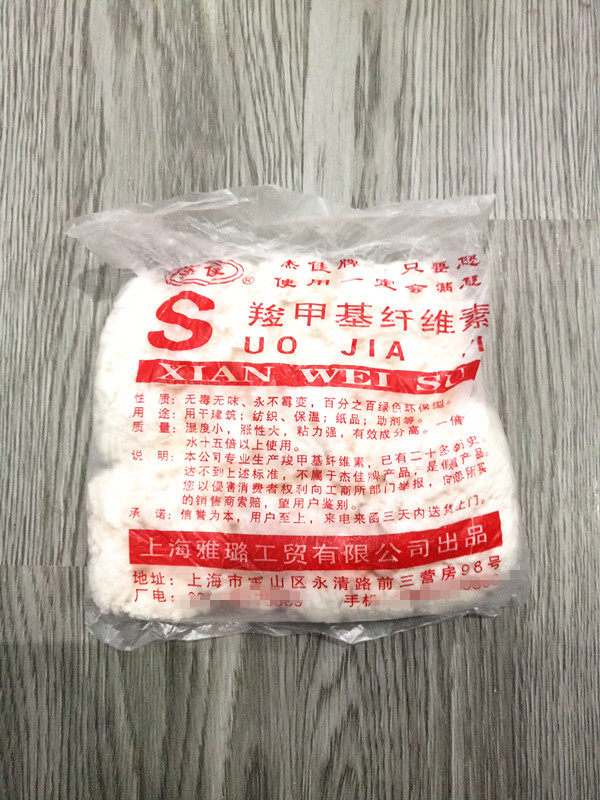 杰佳®
杰佳牌 只要您
使用一定会满意
羧甲基纤维素
SUO JIA JI
XIAN WEI SU
性 质：无毒无味、永不霉变，百分之百绿色环保型。
用 途：用于建筑；纺织、保温；纸品；助剂等。
质 量：湿度小，涨性大，粘力强，有效成分高。一倍
水十五倍以上使用。
说 明：本公司专业生产羧甲基纤维素，已有二十多年历史。
达不到上述标准，不属于杰佳牌产品，是假冒产品。
您以侵害消费者权利向工商所部门举报，向您所买
的销售商索赔，望用户鉴别。
承 诺：信誉为本，用户至上，来电来函三天内送货上门。
上海雅璐工贸有限公司出品
地址：上海市宝山区永清路前三营房98号
厂电： 手机